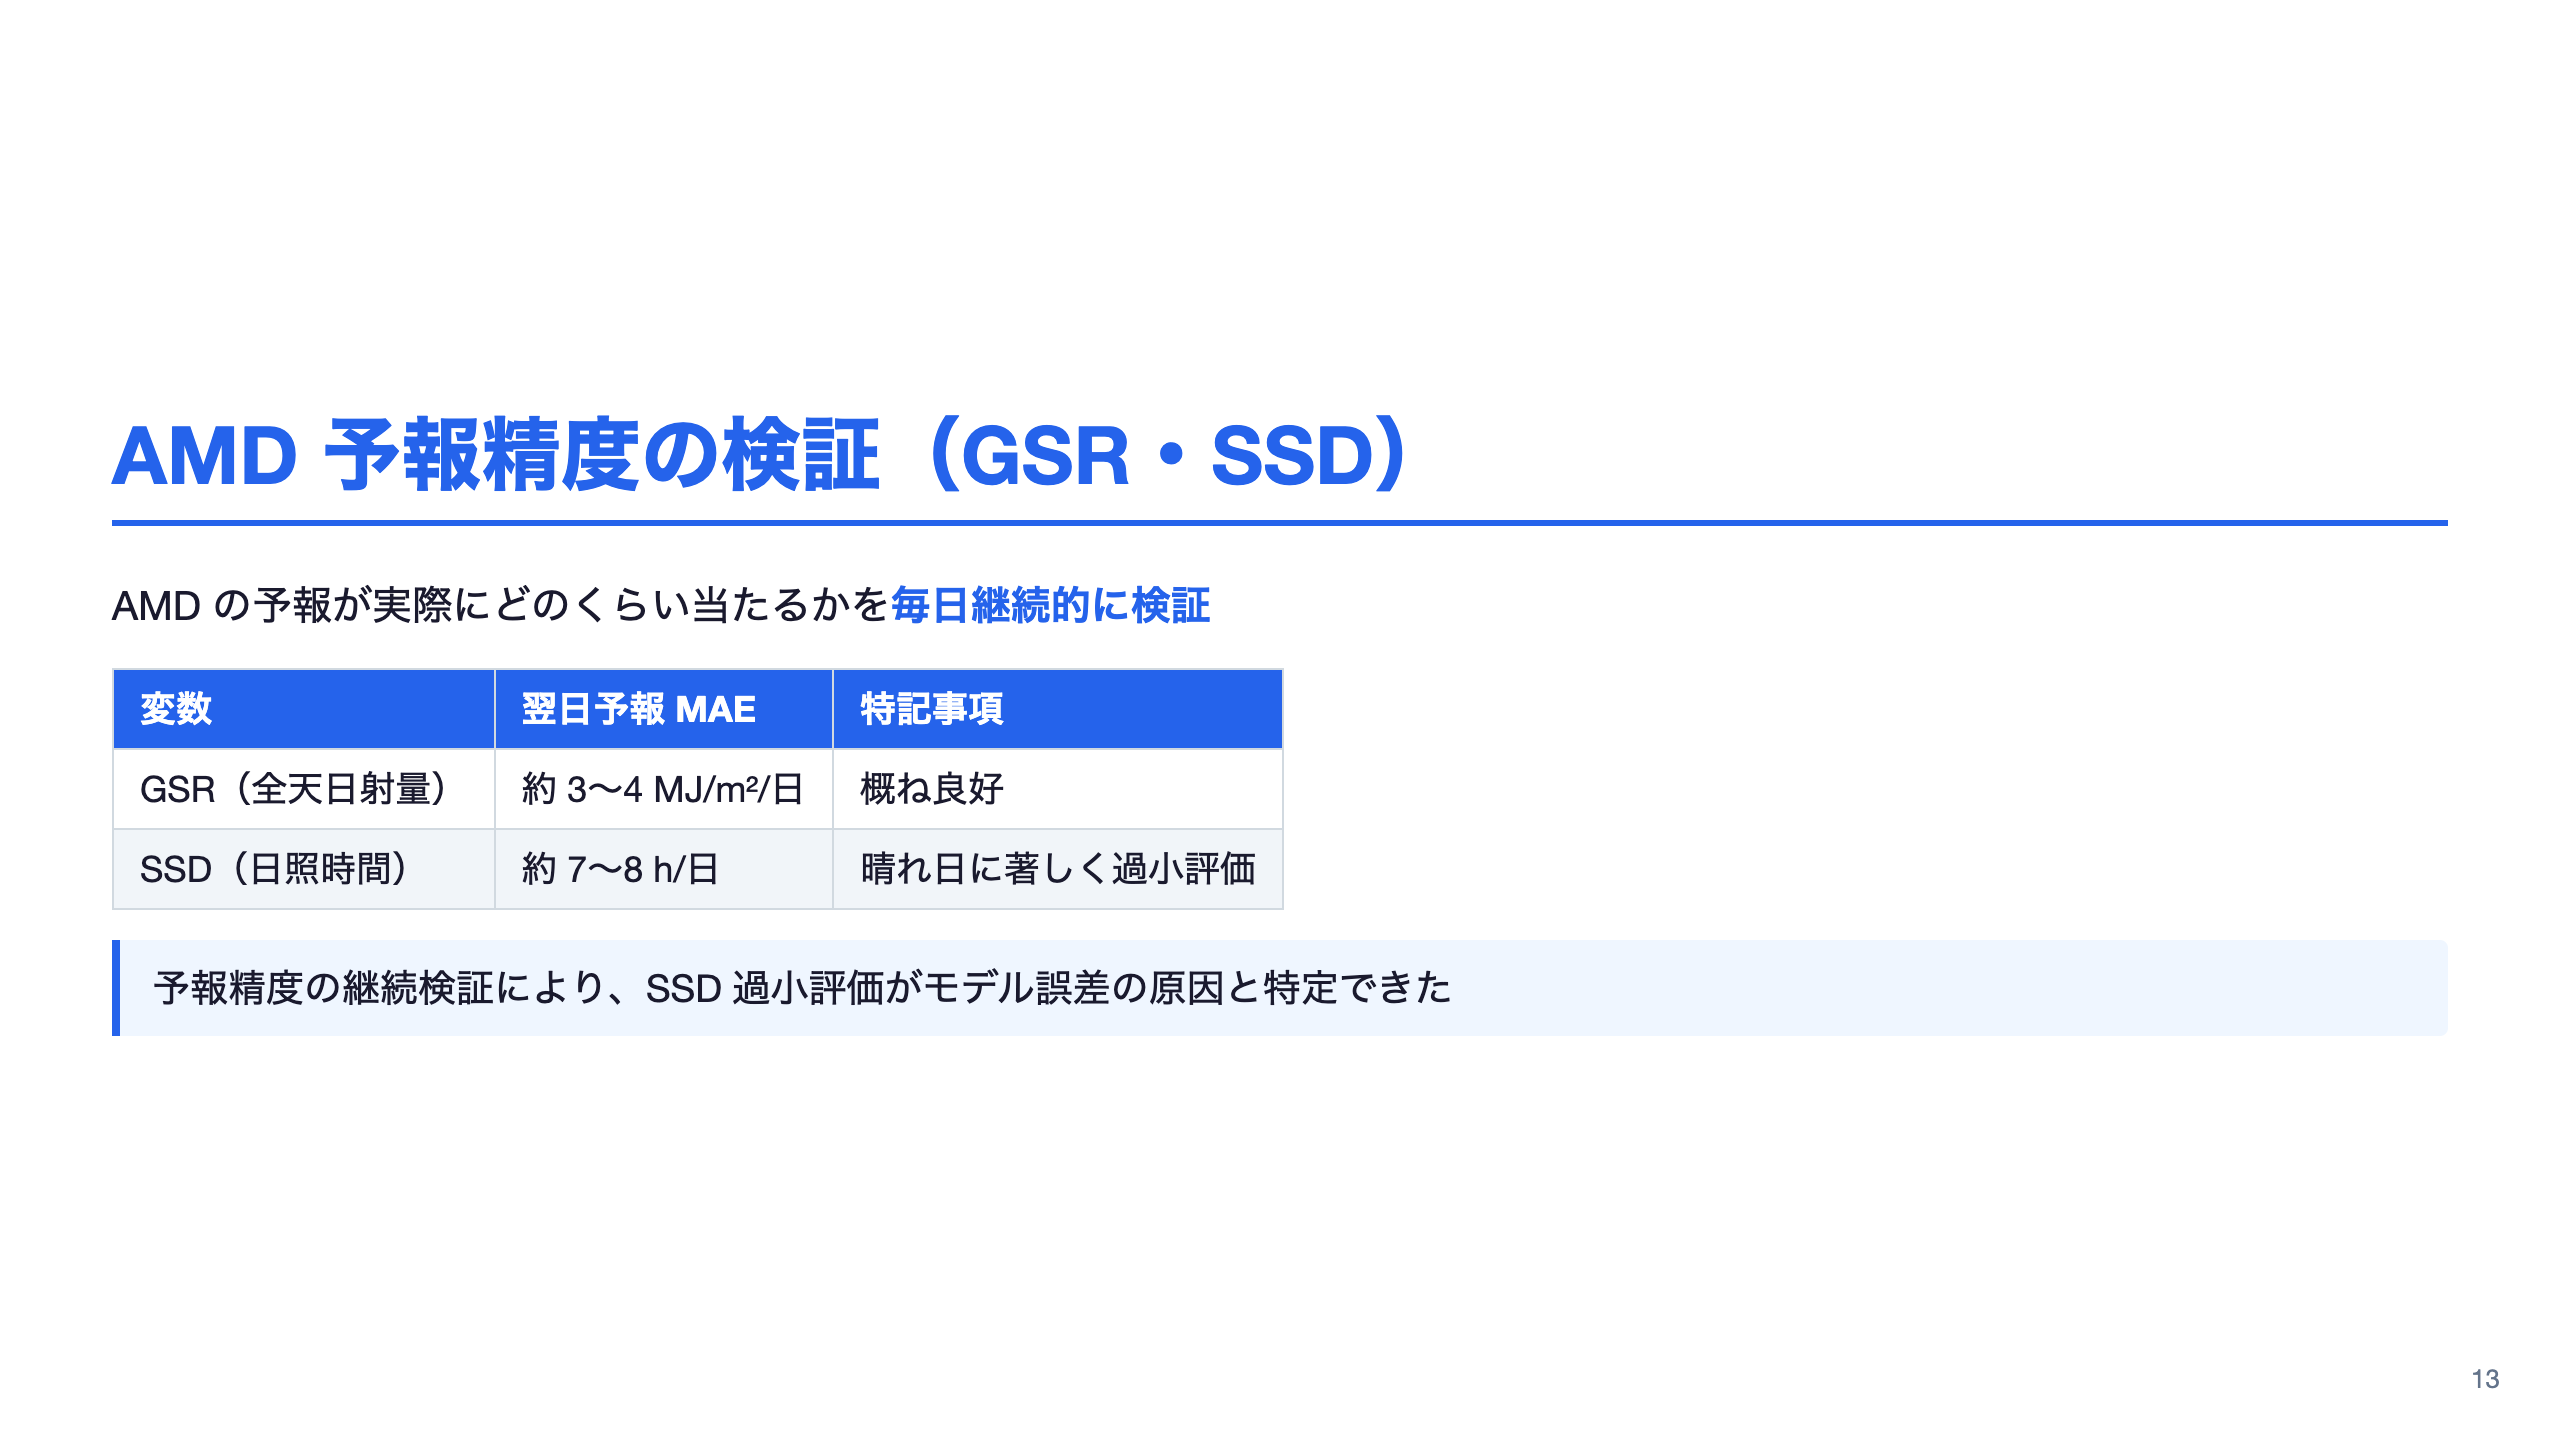 AMD 予報精度の検証（GSR・SSD）
AMD の予報が実際にどのくらい当たるかを毎日継続的に検証
変数 翌日予報 MAE 特記事項
GSR（全天日射量） 約 3〜4 MJ/m²/日 概ね良好
SSD（日照時間） 約 7〜8 h/日 晴れ日に著しく過小評価
予報精度の継続検証により、SSD 過小評価がモデル誤差の原因と特定できた
13